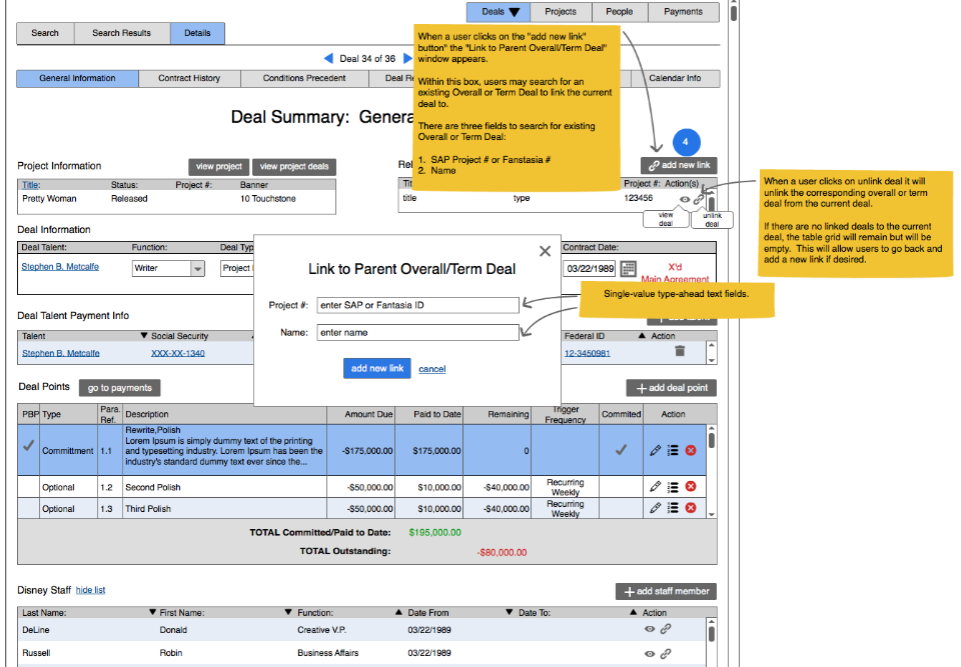 Deals ▼ Projects People Payments
Search Search Results Details
Deal 34 of 36
General Information Contract History Conditions Precedent Deal Re Calendar Info
When a user clicks on the "add new link"
button" the "Link to Parent Overall/Term Deal"
window appears.
Within this box, users may search for an
existing Overall or Term Deal to link the current
deal to.
There are three fields to search for existing
Overall or Term Deal:
1. SAP Project # or Fanstasia #
2. Name
Deal Summary: Genera
4
Project Information view project view project deals Rel add new link
Title: Status: Project #: Banner
Pretty Woman Released 10 Touchstone
Tit Project #: Action(s)
title type 123456
view
deal
unlink
deal
When a user clicks on unlink deal it will
unlink the corresponding overall or term
deal from the current deal.
If there are no linked deals to the current
deal, the table grid will remain but will be
empty. This will allow users to go back and
add a new link if desired.
Deal Information
Deal Talent: Function: Deal Typ Contract Date:
Stephen B. Metcalfe Writer Project 03/22/1989 X'd
Main Agreement
Link to Parent Overall/Term Deal
Project #: enter SAP or Fantasia ID
Name: enter name
add new link cancel
Single-value type-ahead text fields.
Deal Talent Payment Info
Talent ▼ Social Security Federal ID ▲ Action
Stephen B. Metcalfe XXX-XX-1340 12-3450981
Deal Points go to payments + add deal point
PBP Type Para. Ref. Description Amount Due Paid to Date Remaining Trigger Frequency Commited Action
Rewrite,Polish
Committment 1.1 Lorem Ipsum is simply dummy text of the printing
and typesetting industry. Lorem Ipsum has been the
industry's standard dummy text ever since the...
-$175,000.00 $175,000.00 0
Optional 1.2 Second Polish -$50,000.00 $10,000.00 -$40,000.00 Recurring Weekly
Optional 1.3 Third Polish -$50,000.00 $10,000.00 -$40,000.00 Recurring Weekly
TOTAL Committed/Paid to Date: $195,000.00
TOTAL Outstanding: -$80,000.00
Disney Staff hide list + add staff member
Last Name: ▼ First Name: ▼ Function: ▲ Date From ▼ Date To: ▲ Action
DeLine Donald Creative V.P. 03/22/1989
Russell Robin Business Affairs 03/22/1989